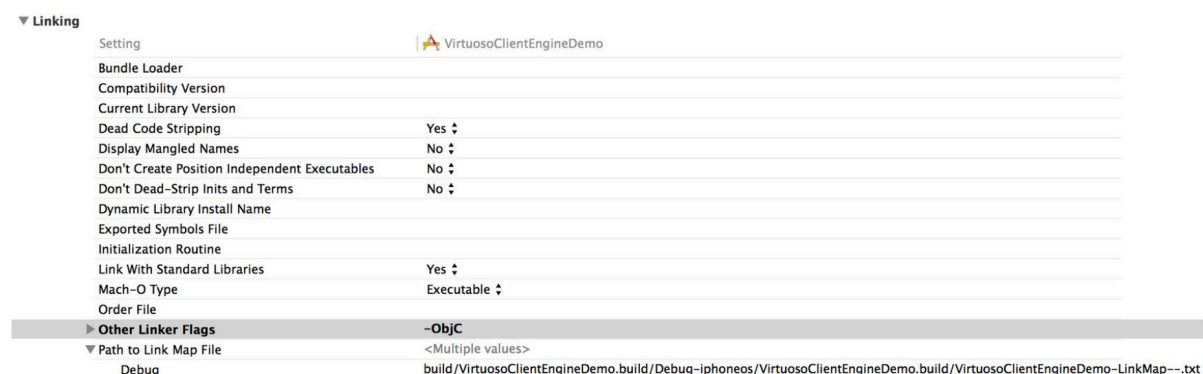 Linking
Setting VirtuosoClientEngineDemo
Bundle Loader
Compatibility Version
Current Library Version
Dead Code Stripping Yes
Display Mangled Names No
Don't Create Position Independent Executables No
Don't Dead-Strip Inits and Terms No
Dynamic Library Install Name
Exported Symbols File
Initialization Routine
Link With Standard Libraries Yes
Mach-O Type Executable
Order File
Other Linker Flags -ObjC
Path to Link Map File <Multiple values>
Debug build/VirtuosoClientEngineDemo.build/Debug-iphoneos/VirtuosoClientEngineDemo.build/VirtuosoClientEngineDemo-LinkMap--.txt